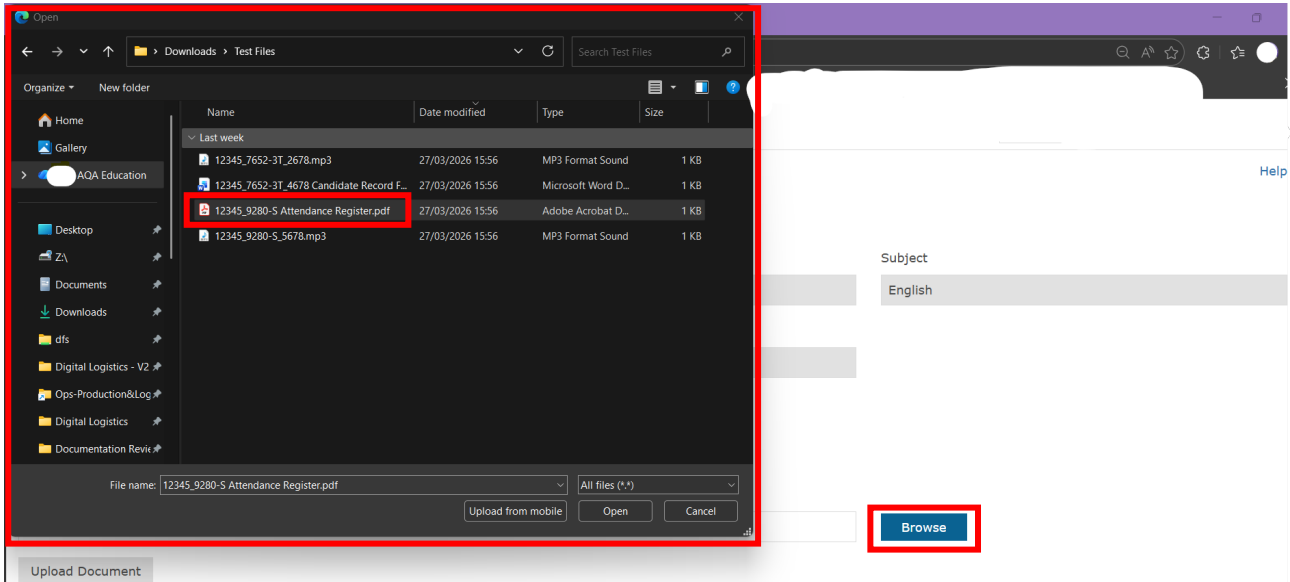 Open
Downloads > Test Files
Search Test Files
Organize
New folder
Name Date modified Type Size
Home
Gallery
AQA Education
Desktop
Z:\
Documents
Downloads
dfs
Digital Logistics - V2
Ops-Production&Log
Digital Logistics
Documentation Revie
Last week
12345_7652-3T_2678.mp3 27/03/2026 15:56 MP3 Format Sound 1 KB
12345_7652-3T_4678 Candidate Record F... 27/03/2026 15:56 Microsoft Word D... 1 KB
12345_9280-S Attendance Register.pdf 27/03/2026 15:56 Adobe Acrobat D... 1 KB
12345_9280-S_5678.mp3 27/03/2026 15:56 MP3 Format Sound 1 KB
File name: 12345_9280-S Attendance Register.pdf All files (*.*)
Upload from mobile Open Cancel
Help
Subject
English
Browse
Upload Document